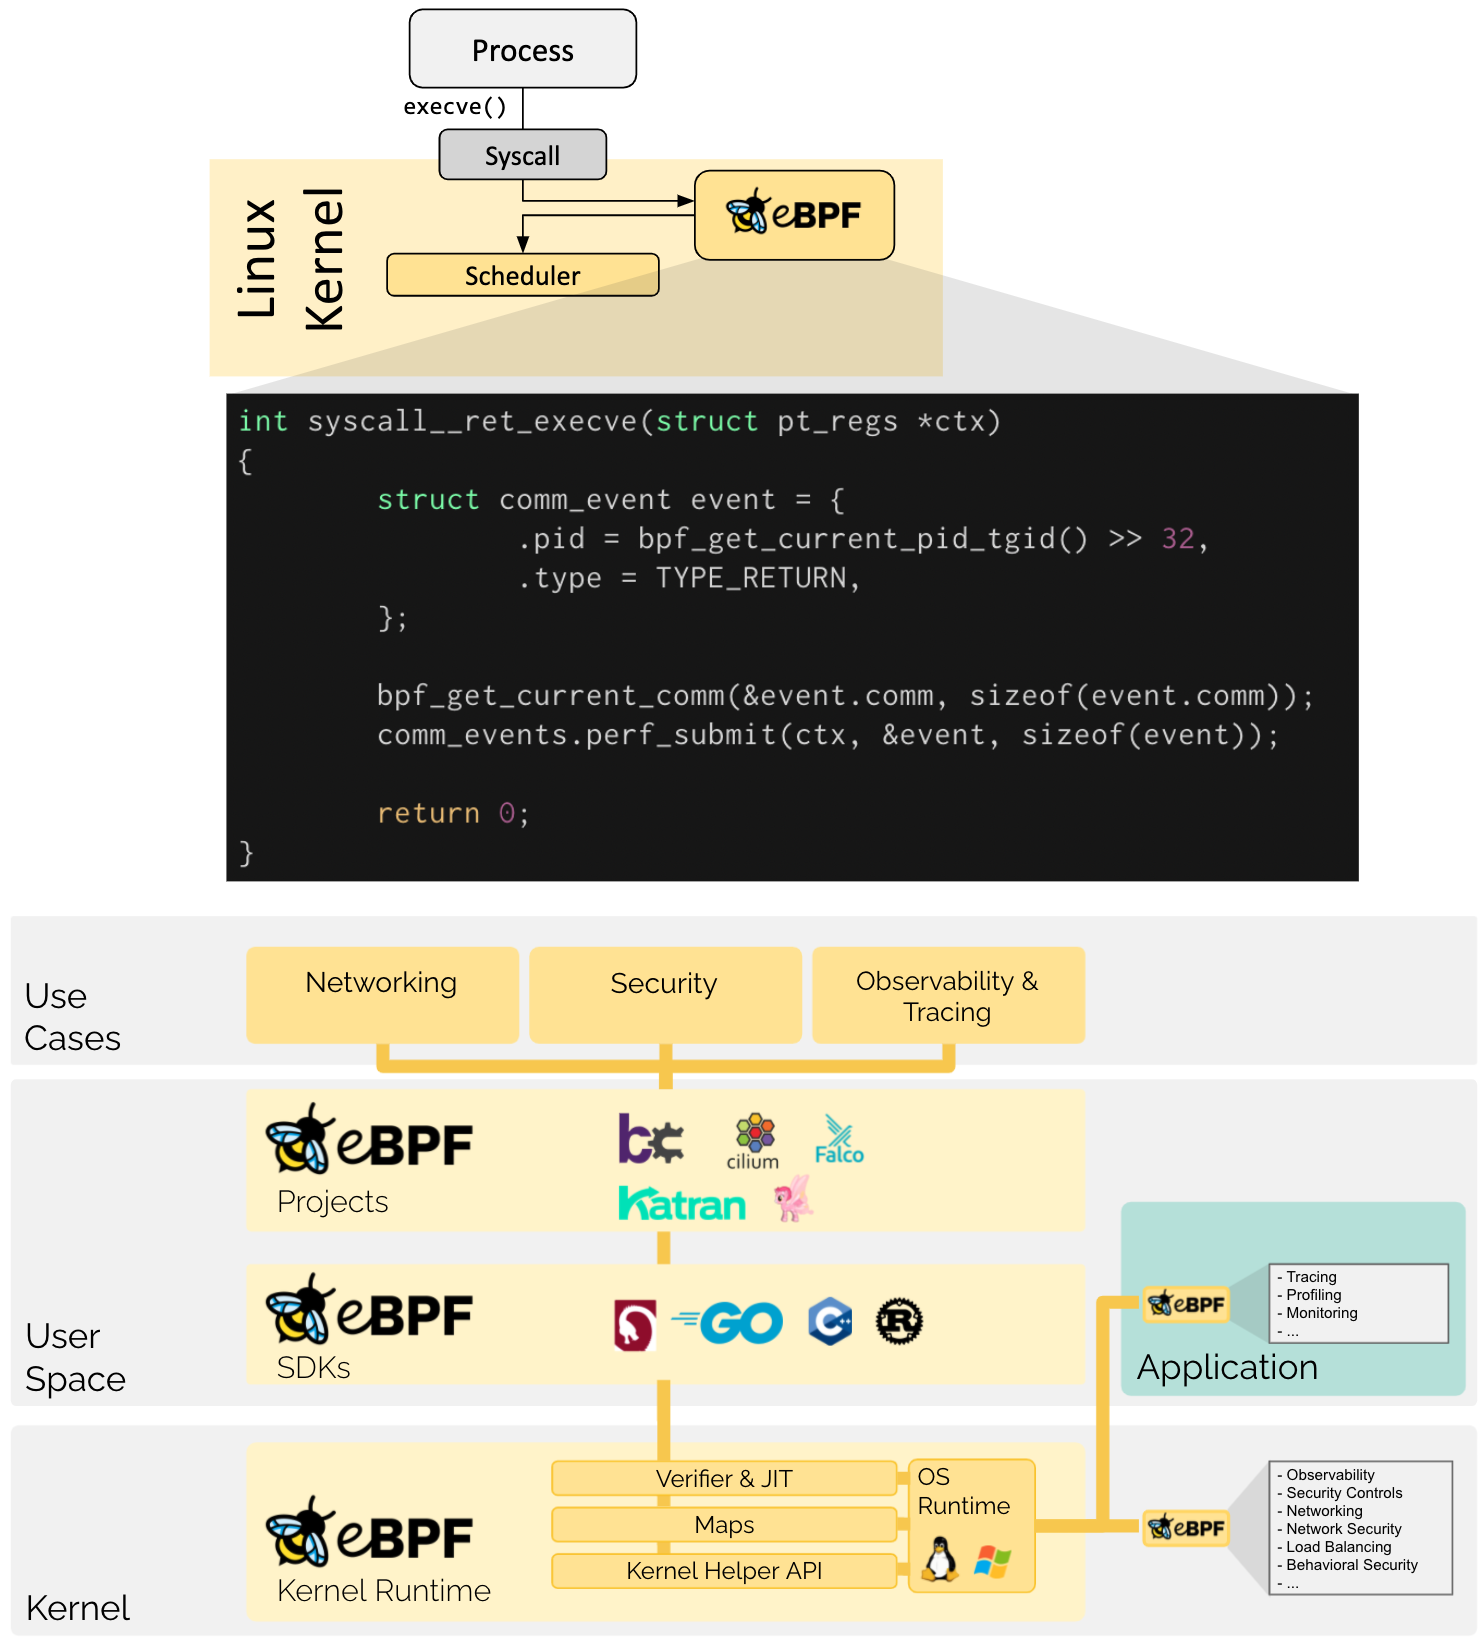 Process
execve()
Syscall
Linux
Kernel
eBPF
Scheduler
int syscall__ret_execve(struct pt_regs *ctx)
{
struct comm_event event = {
.pid = bpf_get_current_pid_tgid() >> 32,
.type = TYPE_RETURN,
};
bpf_get_current_comm(&event.comm, sizeof(event.comm));
comm_events.perf_submit(ctx, &event, sizeof(event));
return 0;
}
Use
Cases
Networking
Security
Observability &
Tracing
User
Space
eBPF
Projects
bc
cilium
Falco
Katran
eBPF
SDKs
GO
C++
R
eBPF
- Tracing
- Profiling
- Monitoring
- ...
Application
Kernel
eBPF
Kernel Runtime
Verifier & JIT
Maps
Kernel Helper API
OS
Runtime
eBPF
- Observability
- Security Controls
- Networking
- Network Security
- Load Balancing
- Behavioral Security
- ...